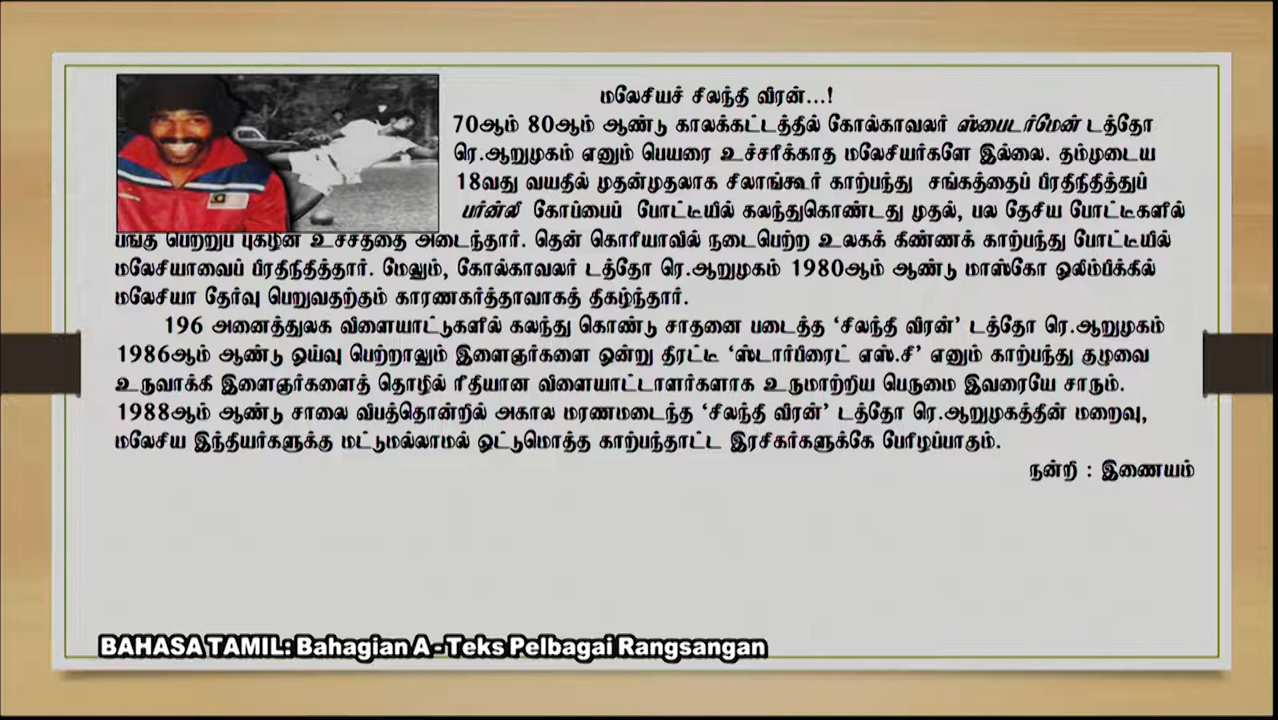 மலேசியச் சிலந்தி வீரன்...!
70ஆம் 80ஆம் ஆண்டு காலக்கட்டத்தில் கோல்காவலர் ஸ்பைடர்மேன் டத்தோ
ரெ.ஆறுமுகம் எனும் பெயரை உச்சரிக்காத மலேசியர்களே இல்லை. தம்முடைய
18வது வயதில் முதன்முதலாக சிலாங்கூர் காற்பந்து சங்கத்தைப் பிரதிநிதித்துப்
பர்ன்லி கோப்பைப் போட்டியில் கலந்துகொண்டது முதல், பல தேசிய போட்டிகளில்
பங்கு பெற்றுப் புகழின் உச்சத்தை அடைந்தார். தென் கொரியாவில் நடைபெற்ற உலகக் கிண்ணக் காற்பந்து போட்டியில்
மலேசியாவைப் பிரதிநிதித்தார். மேலும், கோல்காவலர் டத்தோ ரெ.ஆறுமுகம் 1980ஆம் ஆண்டு மாஸ்கோ ஒலிம்பிக்கில்
மலேசியா தேர்வு பெறுவதற்கும் காரணகர்த்தாவாகத் திகழ்ந்தார்.
196 அனைத்துலக விளையாட்டுகளில் கலந்து கொண்டு சாதனை படைத்த ‘சிலந்தி வீரன்’ டத்தோ ரெ.ஆறுமுகம்
1986ஆம் ஆண்டு ஓய்வு பெற்றாலும் இளைஞர்களை ஒன்று திரட்டி ‘ஸ்டார்பிரைட் எஸ்.சி’ எனும் காற்பந்து குழுவை
உருவாக்கி இளைஞர்களைத் தொழில் ரீதியான விளையாட்டாளர்களாக உருமாற்றிய பெருமை இவரையே சாரும்.
1988ஆம் ஆண்டு சாலை விபத்தொன்றில் அகால மரணமடைந்த ‘சிலந்தி வீரன்’ டத்தோ ரெ.ஆறுமுகத்தின் மறைவு,
மலேசிய இந்தியர்களுக்கு மட்டுமல்லாமல் ஒட்டுமொத்த காற்பந்தாட்ட இரசிகர்களுக்கே பேரிழப்பாகும்.
நன்றி : இணையம்
BAHASA TAMIL: Bahagian A - Teks Pelbagai Rangsangan